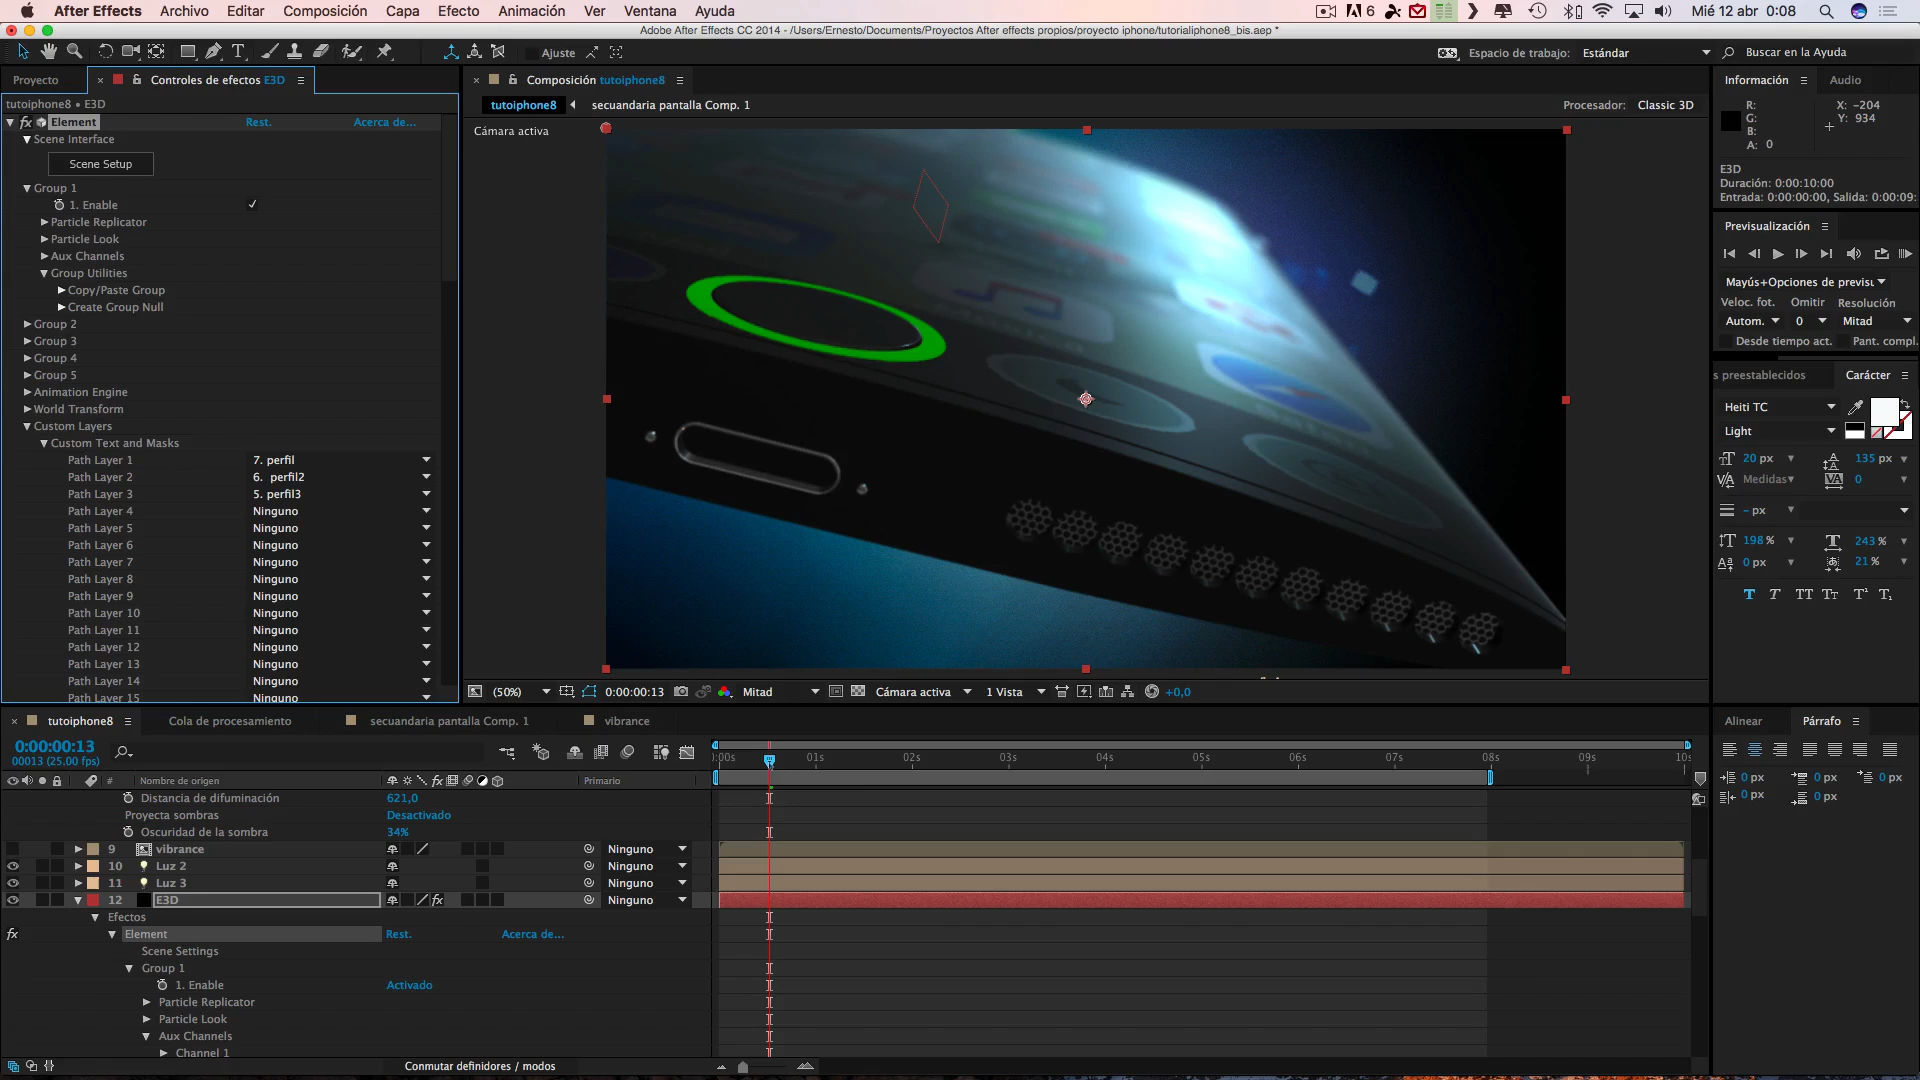 After Effects Archivo Editar Composición Capa Efecto Animación Ver Ventana Ayuda 6 Mié 12 abr 0:08
Adobe After Effects CC 2014 - /Users/Ernesto/Documents/Proyectos After effects propios/proyecto iphone/tutorialiphone8_bis.aep *
Ajuste Espacio de trabajo: Estándar Buscar en la Ayuda
Proyecto × Controles de efectos E3D
tutoiphone8 • E3D
Element Rest. Acerca de...
Scene Interface
Scene Setup
Group 1
1. Enable
Particle Replicator
Particle Look
Aux Channels
Group Utilities
Copy/Paste Group
Create Group Null
Group 2
Group 3
Group 4
Group 5
Animation Engine
World Transform
Custom Layers
Custom Text and Masks
Path Layer 1 7. perfil
Path Layer 2 6. perfil2
Path Layer 3 5. perfil3
Path Layer 4 Ninguno
Path Layer 5 Ninguno
Path Layer 6 Ninguno
Path Layer 7 Ninguno
Path Layer 8 Ninguno
Path Layer 9 Ninguno
Path Layer 10 Ninguno
Path Layer 11 Ninguno
Path Layer 12 Ninguno
Path Layer 13 Ninguno
Path Layer 14 Ninguno
Path Layer 15 Ninguno
× Composición tutoiphone8
tutoiphone8 secuandaria pantalla Comp. 1 Procesador: Classic 3D
Cámara activa
(50%) 0:00:00:13 Mitad Cámara activa 1 Vista +0,0
Información Audio
R: X: -204
G: Y: 934
B:
A: 0
E3D
Duración: 0:00:10:00
Entrada: 0:00:00:00, Salida: 0:00:09:
Previsualización
Mayús+Opciones de previsu
Veloc. fot. Omitir Resolución
Autom. 0 Mitad
Desde tiempo act. Pant. compl.
s preestablecidos Carácter
Heiti TC
Light
20 px 135 px
Medidas 0
- px
198 % 243 %
0 px 21 %
T T TT Tт T¹ T₁
Alinear Párrafo
0 px 0 px 0 px
0 px 0 px
× tutoiphone8 Cola de procesamiento secuandaria pantalla Comp. 1 vibrance
0:00:00:13
00013 (25.00 fps)
:00s 01s 02s 03s 04s 05s 06s 07s 08s 09s 10s
# Nombre de origen Primario
Distancia de difuminación 621,0
Proyecta sombras Desactivado
Oscuridad de la sombra 34%
9 vibrance Ninguno
10 Luz 2 Ninguno
11 Luz 3 Ninguno
12 E3D Ninguno
Efectos
Element Rest. Acerca de...
Scene Settings
Group 1
1. Enable Activado
Particle Replicator
Particle Look
Aux Channels
Channel 1
Conmutar definidores / modos